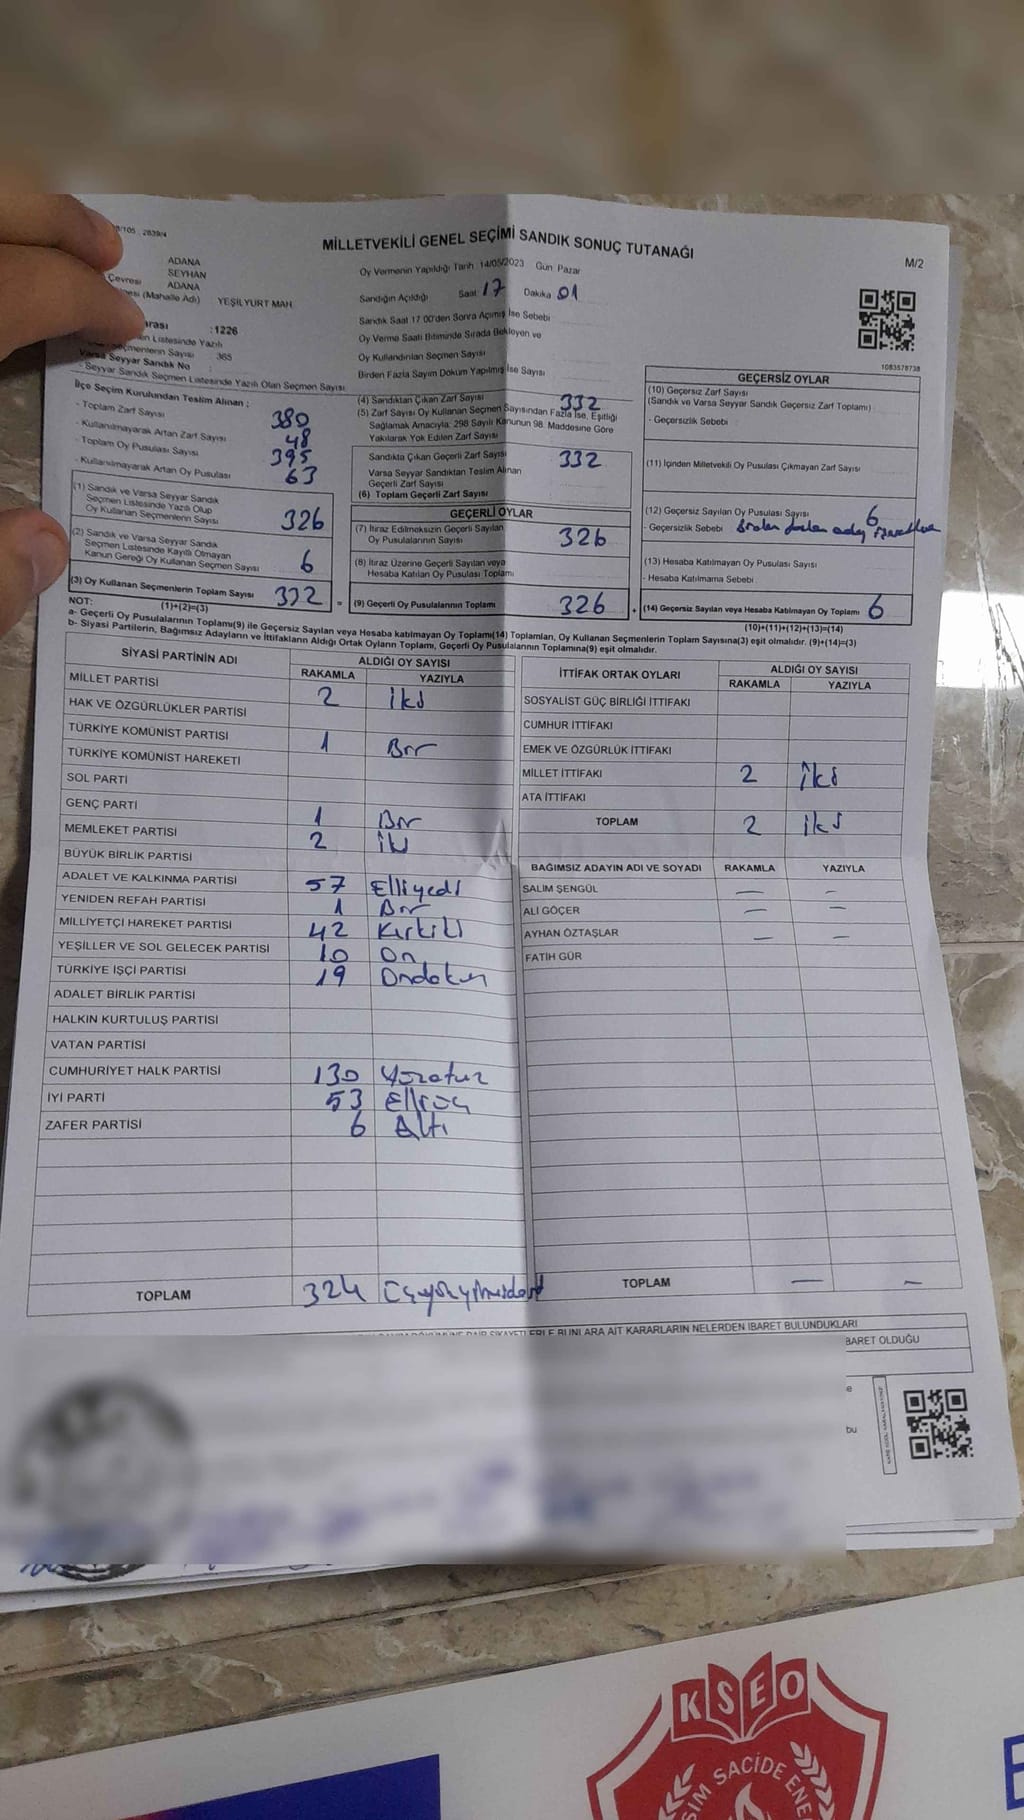 MİLLETVEKİLİ GENEL SEÇİMİ SANDIK SONUÇ TUTANAĞI
M/2
ADANA
SEYHAN
ADANA
(Mahalle Adı) YEŞİLYURT MAH.
:1226
Listesinde Yazılı
Seçmenlerin Sayısı 365
Varsa Seyyar Sandık No
- Seyyar Sandık Seçmen Listesinde Yazılı Olan Seçmen Sayısı
Oy Vermenin Yapıldığı Tarih 14/05/2023 Gün Pazar
Sandığın Açıldığı Saat 17 Dakika 01
Sandık Saat 17 00'den Sonra Açımış İse Sebebi
Oy Verme Saati Bitiminde Sırada Bekleyen ve
Oy Kullandırılan Seçmen Sayısı
Birden Fazla Sayım Döküm Yapılmış İse Sayısı
1083578738
İlçe Seçim Kurulundan Teslim Alınan ;
- Toplam Zarf Sayısı 380
- Kullanılmayarak Artan Zarf Sayısı 48
- Toplam Oy Pusulası Sayısı 395
- Kullanılmayarak Artan Oy Pusulası 63
(1) Sandık ve Varsa Seyyar Sandık
Seçmen Listesinde Yazılı Olup
Oy Kullanan Seçmenlerin Sayısı 326
(2) Sandık ve Varsa Seyyar Sandık
Seçmen Listesinde Kayıtlı Olmayan
Kanun Gereği Oy Kullanan Seçmen Sayısı 6
(3) Oy Kullanan Seçmenlerin Toplam Sayısı 332 =
(1)+(2)=(3)
(4) Sandıktan Çıkan Zarf Sayısı 332
(5) Zarf Sayısı Oy Kullanan Seçmen Sayısından Fazla İse, Eşitliği
Sağlamak Amacıyla; 298 Sayılı Kanunun 98. Maddesine Göre
Yakılarak Yok Edilen Zarf Sayısı
Sandıkta Çıkan Geçerli Zarf Sayısı 332
Varsa Seyyar Sandıktan Teslim Alınan
Geçerli Zarf Sayısı
(6) Toplam Geçerli Zarf Sayısı
GEÇERLİ OYLAR
(7) İtiraz Edilmeksizin Geçerli Sayılan
Oy Pusulalarının Sayısı 326
(8) İtiraz Üzerine Geçerli Sayılan veya
Hesaba Katılan Oy Pusulası Toplamı
(9) Geçerli Oy Pusulalarının Toplamı 326 +
GEÇERSİZ OYLAR
(10) Geçersiz Zarf Sayısı
(Sandık ve Varsa Seyyar Sandık Geçersiz Zarf Toplamı)
- Geçersizlik Sebebi
(11) İçinden Milletvekili Oy Pusulası Çıkmayan Zarf Sayısı
(12) Geçersiz Sayılan Oy Pusulası Sayısı 6
- Geçersizlik Sebebi
(13) Hesaba Katılmayan Oy Pusulası Sayısı
- Hesaba Katılmama Sebebi
(14) Geçersiz Sayılan veya Hesaba Katılmayan Oy Toplamı 6
(10)+(11)+(12)+(13)=(14)
NOT:
a- Geçerli Oy Pusulalarının Toplamı(9) ile Geçersiz Sayılan veya Hesaba katılmayan Oy Toplamı(14) Toplamları, Oy Kullanan Seçmenlerin Toplam Sayısına(3) eşit olmalıdır. (9)+(14)=(3)
b- Siyasi Partilerin, Bağımsız Adayların ve İttifakların Aldığı Ortak Oyların Toplamı, Geçerli Oy Pusulalarının Toplamına(9) eşit olmalıdır.
SİYASİ PARTİNİN ADI ALDIĞI OY SAYISI
RAKAMLA YAZIYLA
MİLLET PARTİSİ 2 İki
HAK VE ÖZGÜRLÜKLER PARTİSİ
TÜRKİYE KOMÜNİST PARTİSİ 1 Bir
TÜRKİYE KOMÜNİST HAREKETİ
SOL PARTİ
GENÇ PARTİ 1 Bir
MEMLEKET PARTİSİ 2 İki
BÜYÜK BİRLİK PARTİSİ
ADALET VE KALKINMA PARTİSİ 57 Elliyedi
YENİDEN REFAH PARTİSİ 1 Bir
MİLLİYETÇİ HAREKET PARTİSİ 42 Kırkiki
YEŞİLLER VE SOL GELECEK PARTİSİ 10 On
TÜRKİYE İŞÇİ PARTİSİ 19 Ondokuz
ADALET BİRLİK PARTİSİ
HALKIN KURTULUŞ PARTİSİ
VATAN PARTİSİ
CUMHURİYET HALK PARTİSİ 130 Yüzotuz
İYİ PARTİ 53 Elliüç
ZAFER PARTİSİ 6 Altı
TOPLAM 324 Üçyüzyirmidört
İTTİFAK ORTAK OYLARI ALDIĞI OY SAYISI
RAKAMLA YAZIYLA
SOSYALİST GÜÇ BİRLİĞİ İTTİFAKI
CUMHUR İTTİFAKI
EMEK VE ÖZGÜRLÜK İTTİFAKI
MİLLET İTTİFAKI 2 İki
ATA İTTİFAKI
TOPLAM 2 İki
BAĞIMSIZ ADAYIN ADI VE SOYADI RAKAMLA YAZIYLA
SALİM ŞENGÜL — —
ALİ GÖÇER — —
AYHAN ÖZTAŞLAR — —
FATİH GÜR
TOPLAM — —
ŞİKAYETLERLE BUNLARA AİT KARARLARIN NELERDEN İBARET BULUNDUKLARI
BARET OLDUĞU
bu
KSEO
SACİDE